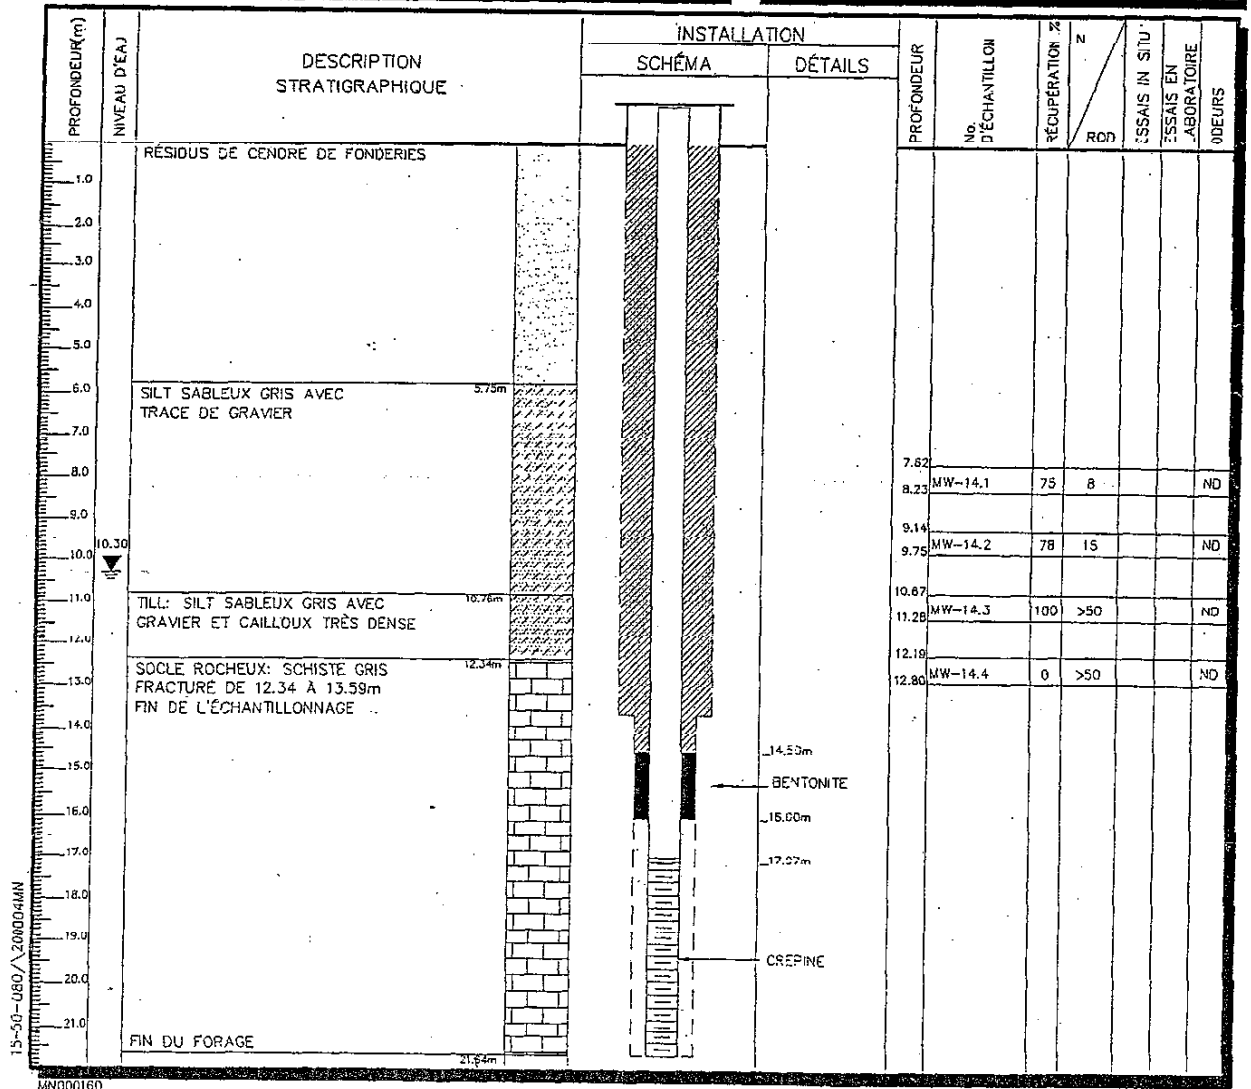 PROFONDEUR(m)
NIVEAU D'EAU
DESCRIPTION
STRATIGRAPHIQUE
INSTALLATION
SCHÉMA
DÉTAILS
PROFONDEUR
No.
D'ÉCHANTILLON
RÉCUPÉRATION %
N
RQD
ESSAIS IN SITU
ESSAIS EN
LABORATOIRE
ODEURS
RÉSIDUS DE CENDRE DE FONDERIES
1.0
2.0
3.0
4.0
5.0
6.0
5.75m
SILT SABLEUX GRIS AVEC
TRACE DE GRAVIER
7.0
8.0
9.0
10.0
10.30
7.62
8.23 MW-14.1 75 8 ND
9.14
9.75 MW-14.2 78 15 ND
10.67
11.28 MW-14.3 100 >50 ND
12.19
12.80 MW-14.4 0 >50 ND
11.0
TILL: SILT SABLEUX GRIS AVEC
10.76m
GRAVIER ET CAILLOUX TRÈS DENSE
12.0
SOCLE ROCHEUX: SCHISTE GRIS
12.34m
FRACTURÉ DE 12.34 À 13.59m
FIN DE L'ÉCHANTILLONNAGE
13.0
14.0
15.0
16.0
17.0
18.0
19.0
20.0
21.0
BENTONITE
CRÉPINE
FIN DU FORAGE
21.64m
MN000160